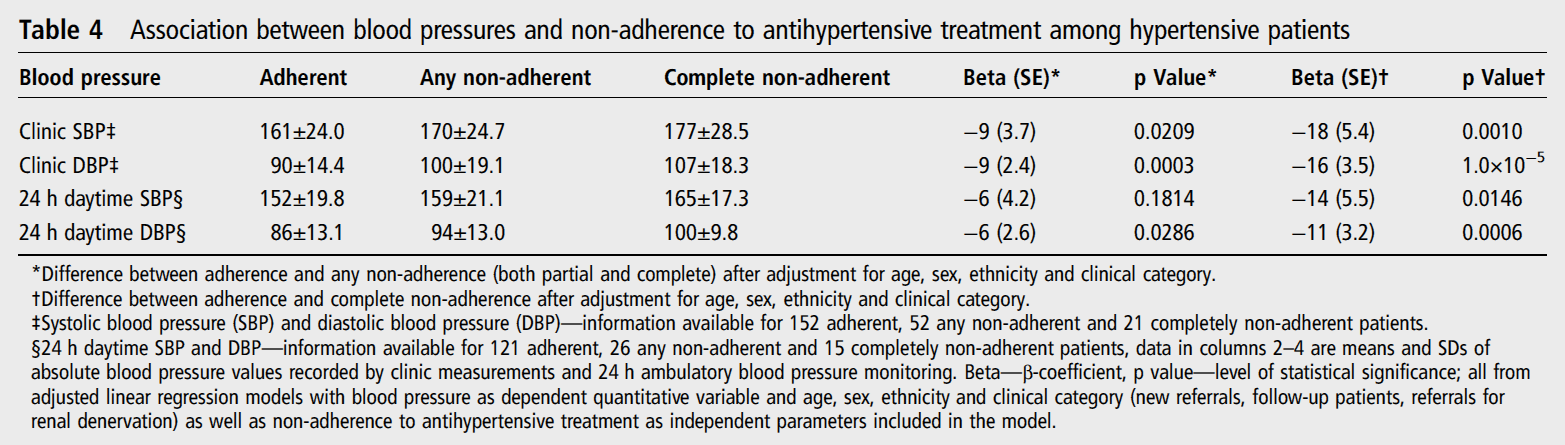 Table 4 Association between blood pressures and non-adherence to antihypertensive treatment among hypertensive patients
Blood pressure Adherent Any non-adherent Complete non-adherent Beta (SE)* p Value* Beta (SE)† p Value†
Clinic SBP‡ 161±24.0 170±24.7 177±28.5 −9 (3.7) 0.0209 −18 (5.4) 0.0010
Clinic DBP‡ 90±14.4 100±19.1 107±18.3 −9 (2.4) 0.0003 −16 (3.5) 1.0×10⁻⁵
24 h daytime SBP§ 152±19.8 159±21.1 165±17.3 −6 (4.2) 0.1814 −14 (5.5) 0.0146
24 h daytime DBP§ 86±13.1 94±13.0 100±9.8 −6 (2.6) 0.0286 −11 (3.2) 0.0006
*Difference between adherence and any non-adherence (both partial and complete) after adjustment for age, sex, ethnicity and clinical category.
†Difference between adherence and complete non-adherence after adjustment for age, sex, ethnicity and clinical category.
‡Systolic blood pressure (SBP) and diastolic blood pressure (DBP)—information available for 152 adherent, 52 any non-adherent and 21 completely non-adherent patients.
§24 h daytime SBP and DBP—information available for 121 adherent, 26 any non-adherent and 15 completely non-adherent patients, data in columns 2–4 are means and SDs of
absolute blood pressure values recorded by clinic measurements and 24 h ambulatory blood pressure monitoring. Beta—β-coefficient, p value—level of statistical significance; all from
adjusted linear regression models with blood pressure as dependent quantitative variable and age, sex, ethnicity and clinical category (new referrals, follow-up patients, referrals for
renal denervation) as well as non-adherence to antihypertensive treatment as independent parameters included in the model.